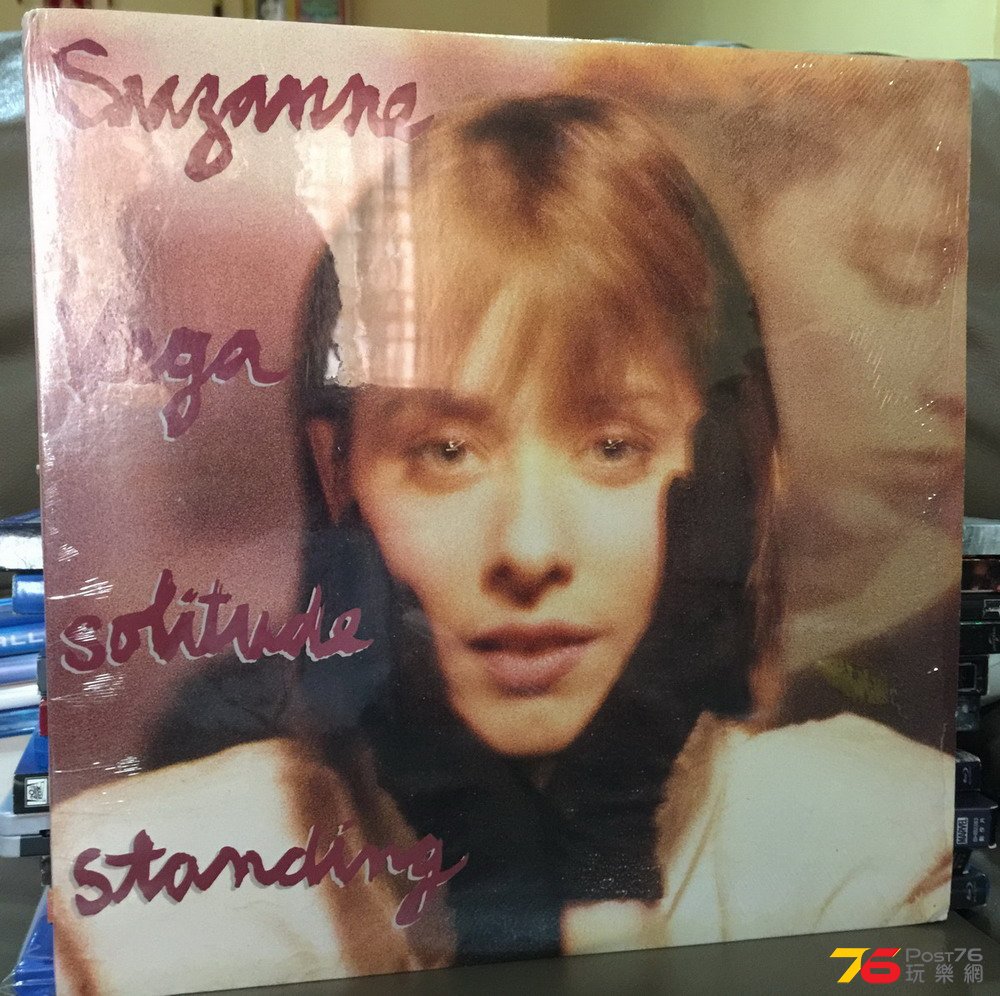 Suzanne
Vega
solitude
standing
76 POST76
玩樂網